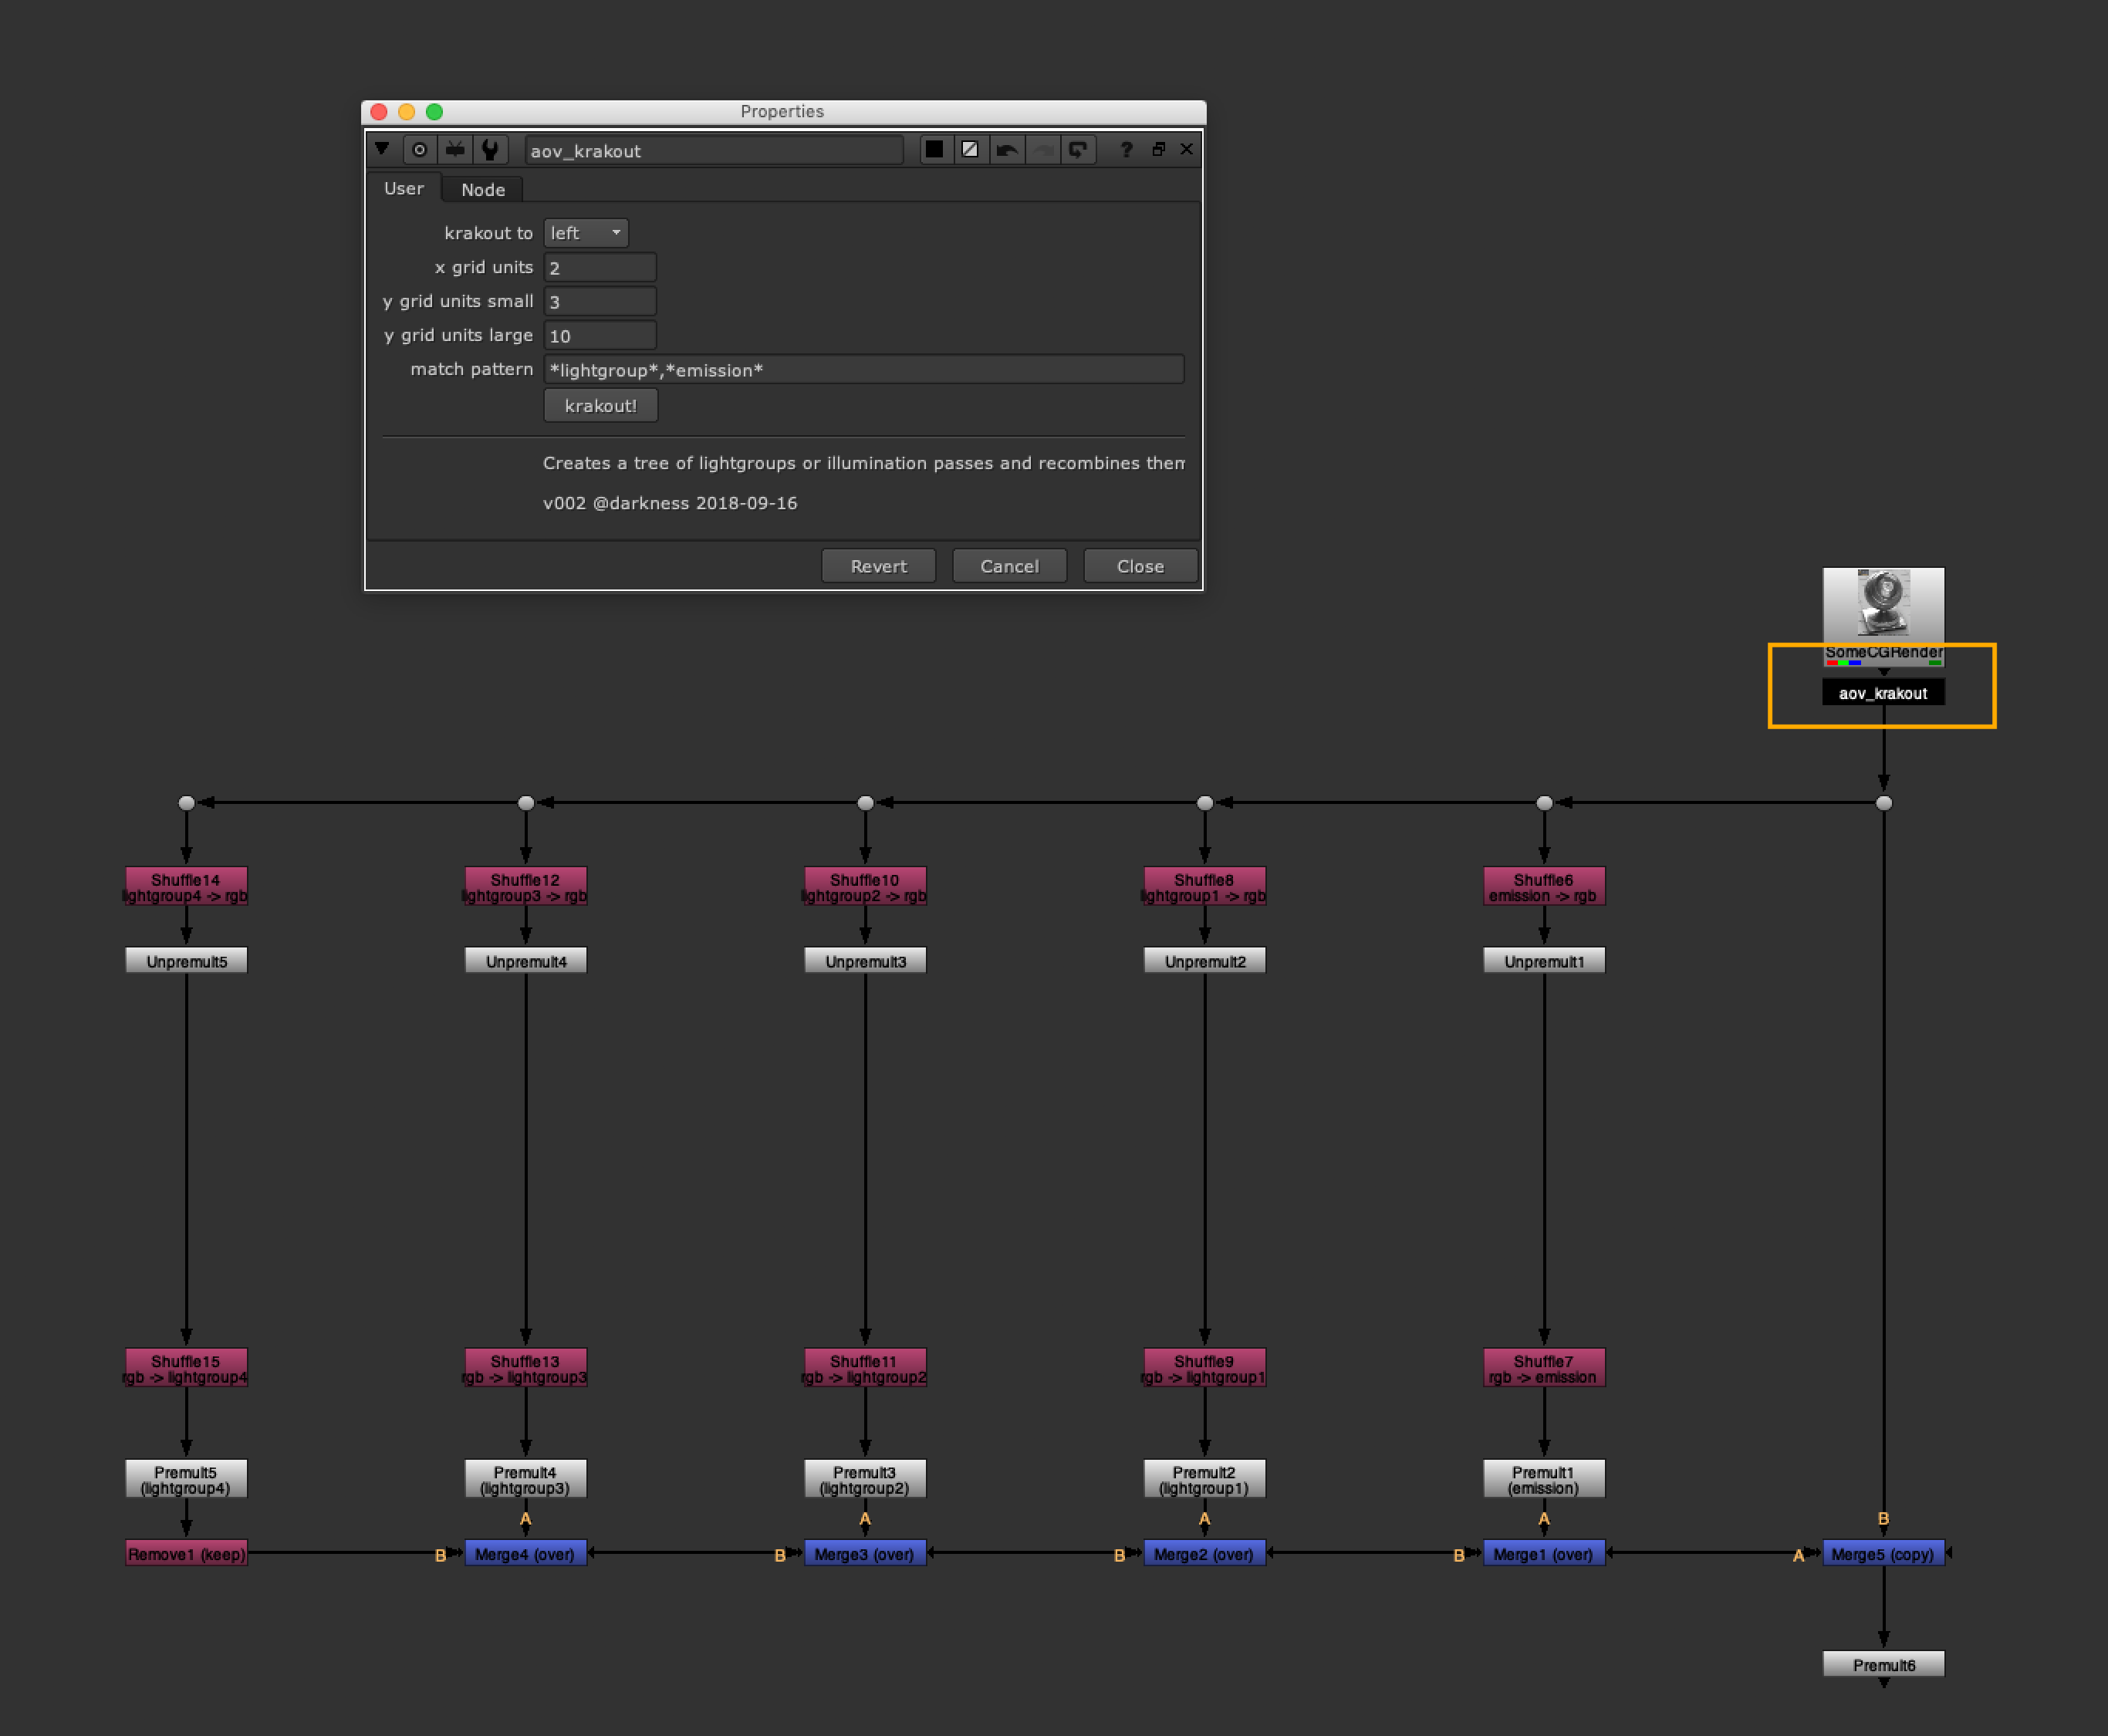 Properties
aov_krakout
User Node
krakout to left
x grid units 2
y grid units small 3
y grid units large 10
match pattern *lightgroup*,*emission*
krakout!
Creates a tree of lightgroups or illumination passes and recombines them
v002 @darkness 2018-09-16
Revert Cancel Close
SomeCGRender
aov_krakout
Shuffle14
lightgroup4 -> rgb
Shuffle12
lightgroup3 -> rgb
Shuffle10
lightgroup2 -> rgb
Shuffle8
lightgroup1 -> rgb
Shuffle6
emission -> rgb
Unpremult5
Unpremult4
Unpremult3
Unpremult2
Unpremult1
Shuffle15
rgb -> lightgroup4
Shuffle13
rgb -> lightgroup3
Shuffle11
rgb -> lightgroup2
Shuffle9
rgb -> lightgroup1
Shuffle7
rgb -> emission
Premult5
(lightgroup4)
Premult4
(lightgroup3)
Premult3
(lightgroup2)
Premult2
(lightgroup1)
Premult1
(emission)
A A A A B
Remove1 (keep) B Merge4 (over) B Merge3 (over) B Merge2 (over) B Merge1 (over) A Merge5 (copy)
Premult6